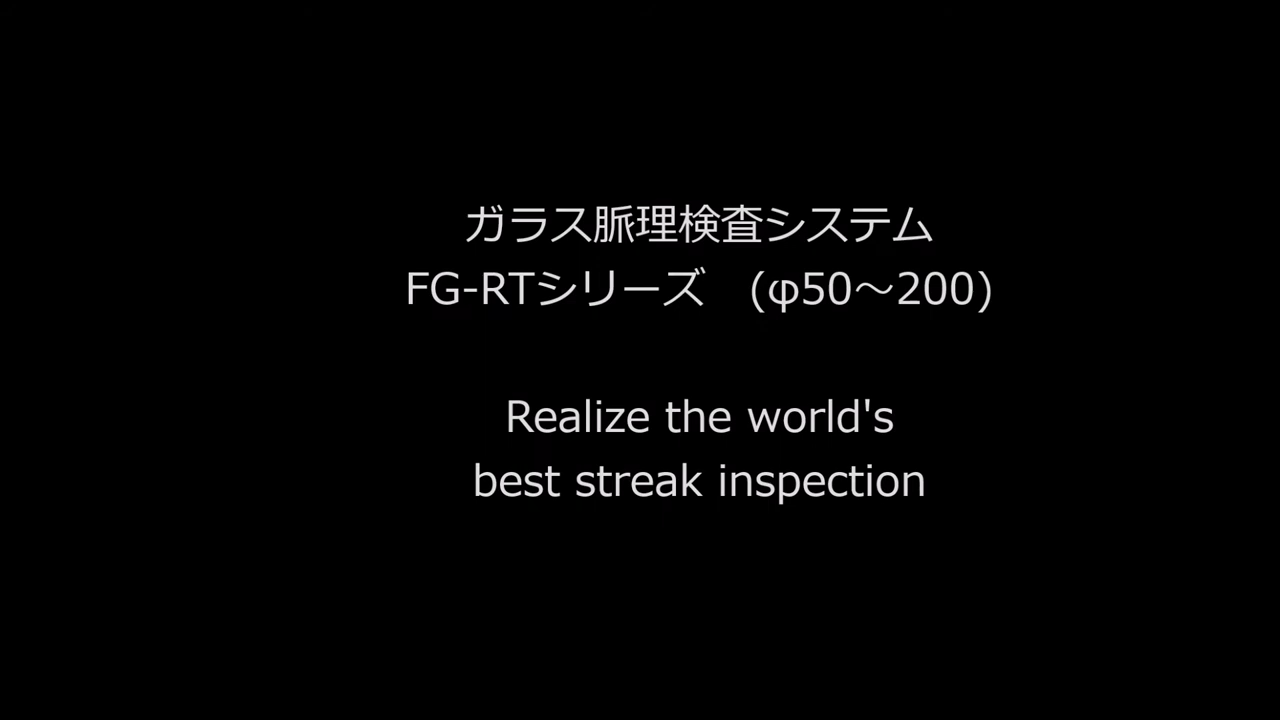 ガラス脈理検査システム
FG-RTシリーズ　(φ50～200)
Realize the world's
best streak inspection